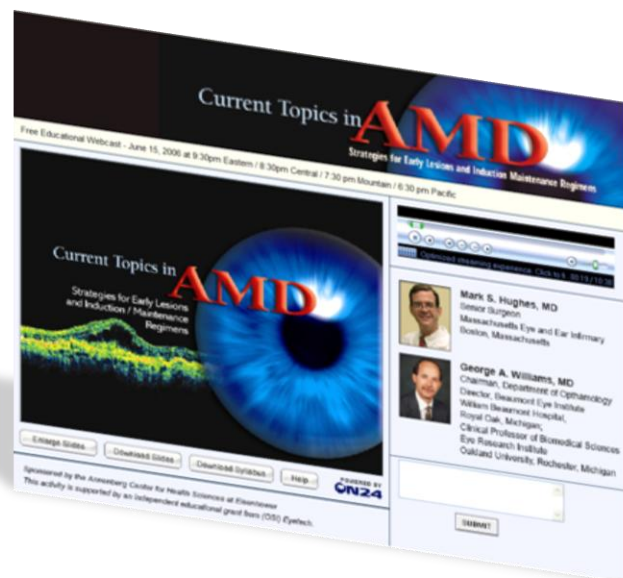 Current Topics in AMD
Strategies for Early Lesions and Induction Maintenance Regimens
Free Educational Webcast - June 15, 2006 at 9:30pm Eastern / 8:30pm Central / 7:30 pm Mountain / 6:30 pm Pacific
Current Topics in AMD
Strategies for Early Lesions
and Induction / Maintenance
Regimens
Enlarge Slides
Download Slides
Download Syllabus
Help
POWERED BY
ON24
Sponsored by the Annenberg Center for Health Sciences at Eisenhower
This activity is supported by an independent educational grant from (OSI) Eyetech.
Optimized streaming experience. Click to
Mark S. Hughes, MD
Senior Surgeon
Massachusetts Eye and Ear Infirmary
Boston, Massachusetts
George A. Williams, MD
Chairman, Department of Opthamology
Director, Beaumont Eye Institute
William Beaumont Hospital,
Royal Oak, Michigan;
Clinical Professor of Biomedical Sciences
Eye Research Institute
Oakland University, Rochester, Michigan
SUBMIT